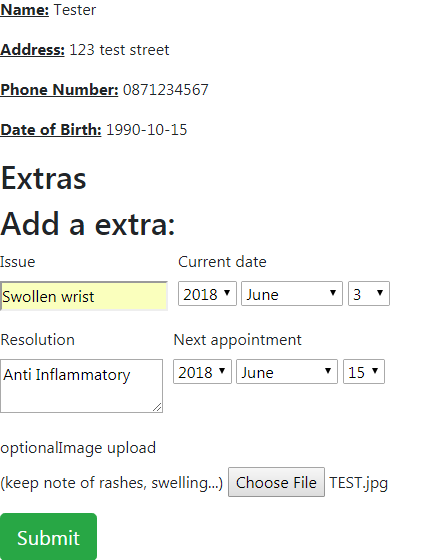 Name: Tester
Address: 123 test street
Phone Number: 0871234567
Date of Birth: 1990-10-15
Extras
Add a extra:
Issue Current date
Swollen wrist 2018 June 3
Resolution Next appointment
Anti Inflammatory 2018 June 15
optionalImage upload
(keep note of rashes, swelling...) Choose File TEST.jpg
Submit